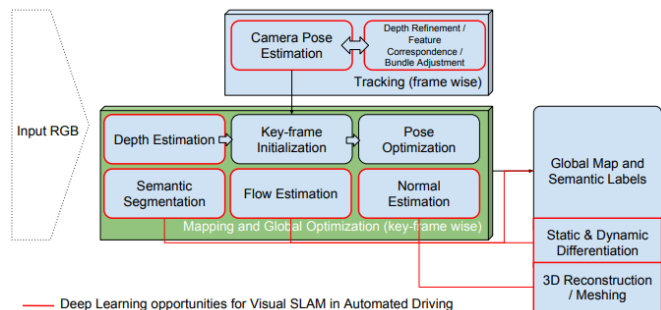 Camera Pose
Estimation
Depth Refinement /
Feature
Correspondence /
Bundle Adjustment
Tracking (frame wise)
Input RGB
Depth Estimation
Key-frame
Initialization
Pose
Optimization
Semantic
Segmentation
Flow Estimation
Normal
Estimation
Mapping and Global Optimization (key-frame wise)
Global Map and
Semantic Labels
Static & Dynamic
Differentiation
3D Reconstruction
/ Meshing
Deep Learning opportunities for Visual SLAM in Automated Driving